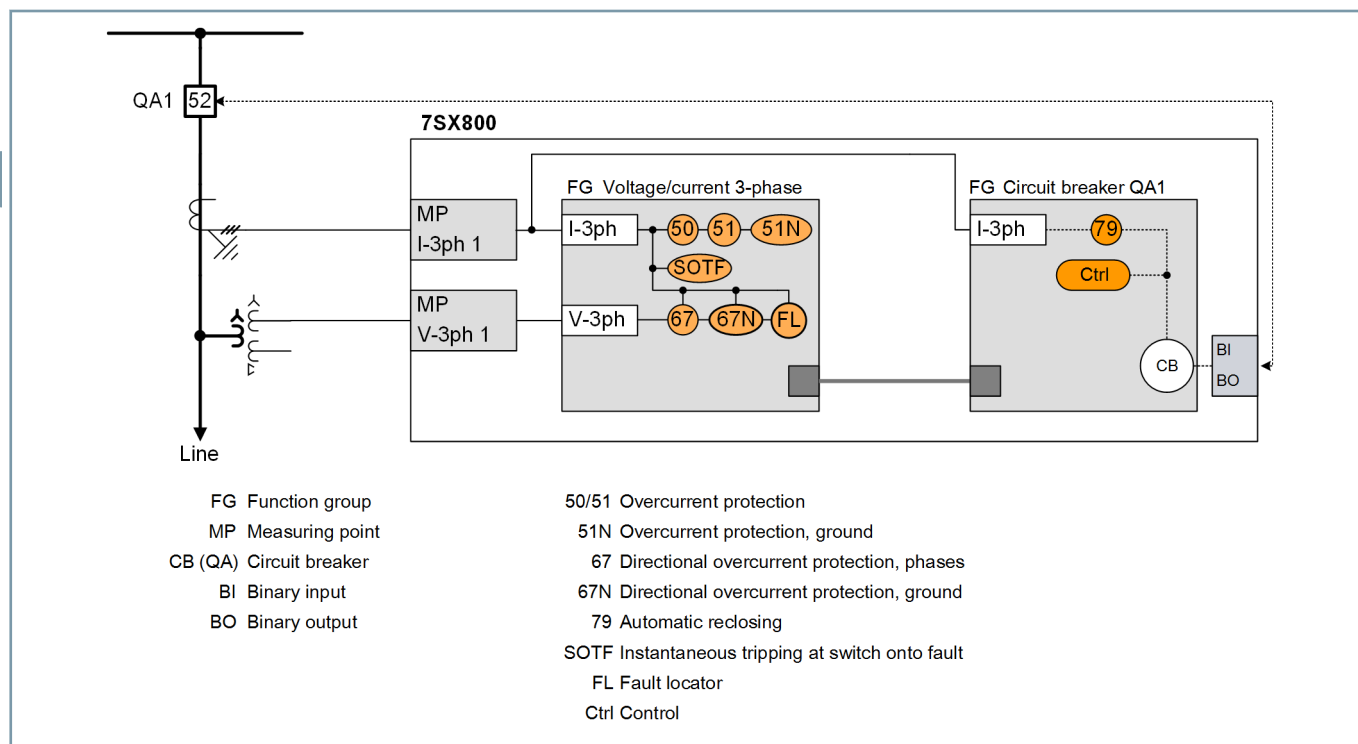 QA1
52
7SX800
FG Voltage/current 3-phase
FG Circuit breaker QA1
MP
I-3ph 1
I-3ph
50
51
51N
I-3ph
79
SOTF
Ctrl
MP
V-3ph 1
V-3ph
67
67N
FL
CB
BI
BO
Line
FG Function group
MP Measuring point
CB (QA) Circuit breaker
BI Binary input
BO Binary output
50/51 Overcurrent protection
51N Overcurrent protection, ground
67 Directional overcurrent protection, phases
67N Directional overcurrent protection, ground
79 Automatic reclosing
SOTF Instantaneous tripping at switch onto fault
FL Fault locator
Ctrl Control